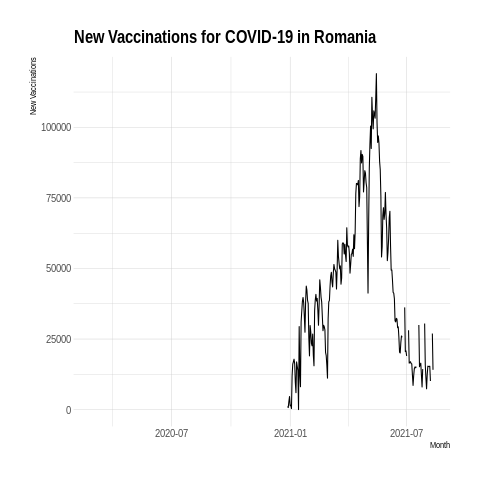 New Vaccinations for COVID-19 in Romania
New Vaccinations
100000
75000
50000
25000
0
2020-07 2021-01 2021-07
Month